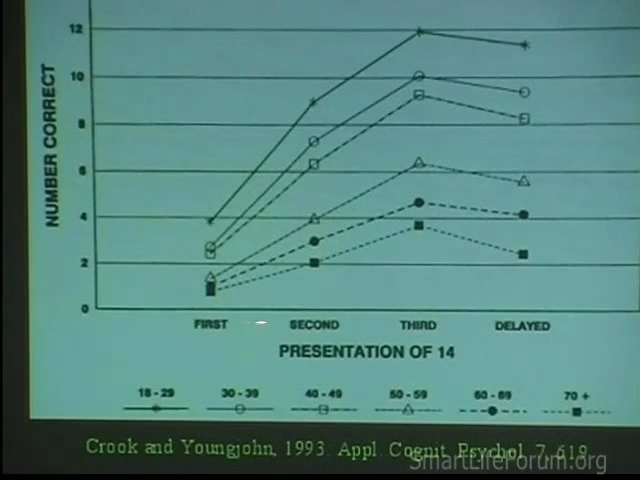 12
10
8
6
4
2
0
NUMBER CORRECT
FIRST SECOND THIRD DELAYED
PRESENTATION OF 14
18 - 29 30 - 39 40 - 49 50 - 59 60 - 69 70 +
Crook and Youngjohn, 1993. Appl. Cognit. Psychol. 7, 619
SmartLifeForum.org